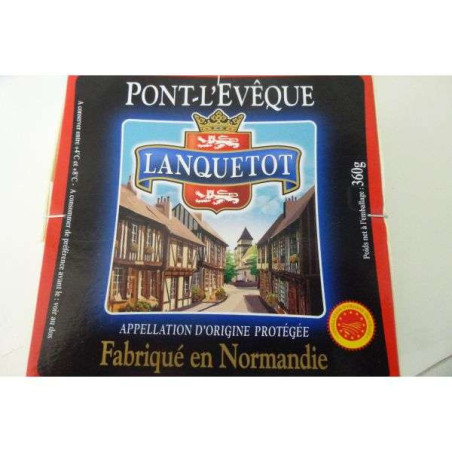 PONT-L'EVÊQUE
LANQUETOT
A conserver entre +4°C et +8°C - A consommer de préférence avant le : voir au dos.
Poids net à l'emballage : 360g
APPELLATION D'ORIGINE PROTÉGÉE
Fabriqué en Normandie